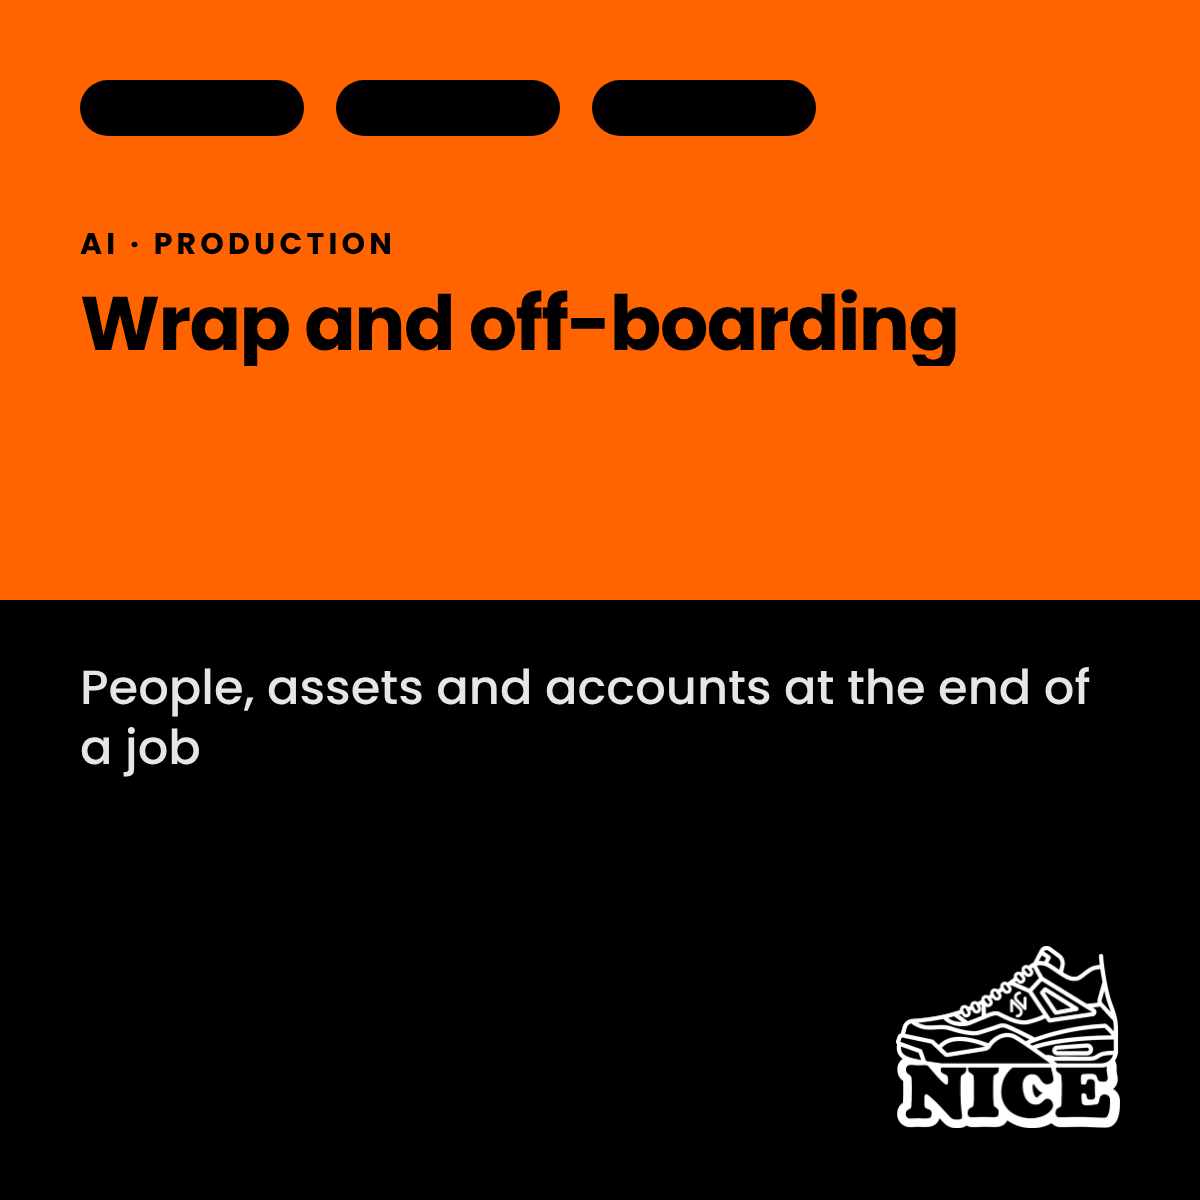 AI · PRODUCTION
Wrap and off-boarding
People, assets and accounts at the end of
a job
NICE